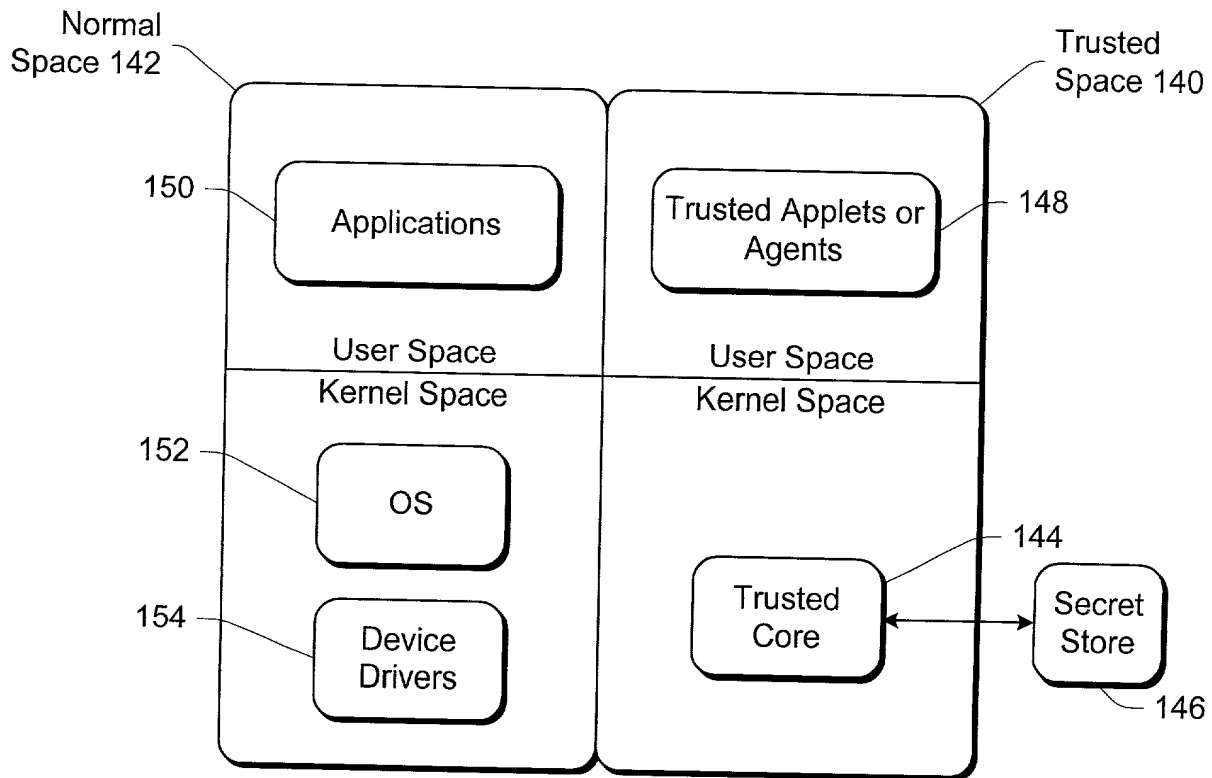 Normal
Space 142
Trusted
Space 140
150
Applications
Trusted Applets or
Agents
148
User Space
User Space
Kernel Space
Kernel Space
152
OS
144
154
Device
Drivers
Trusted
Core
Secret
Store
146